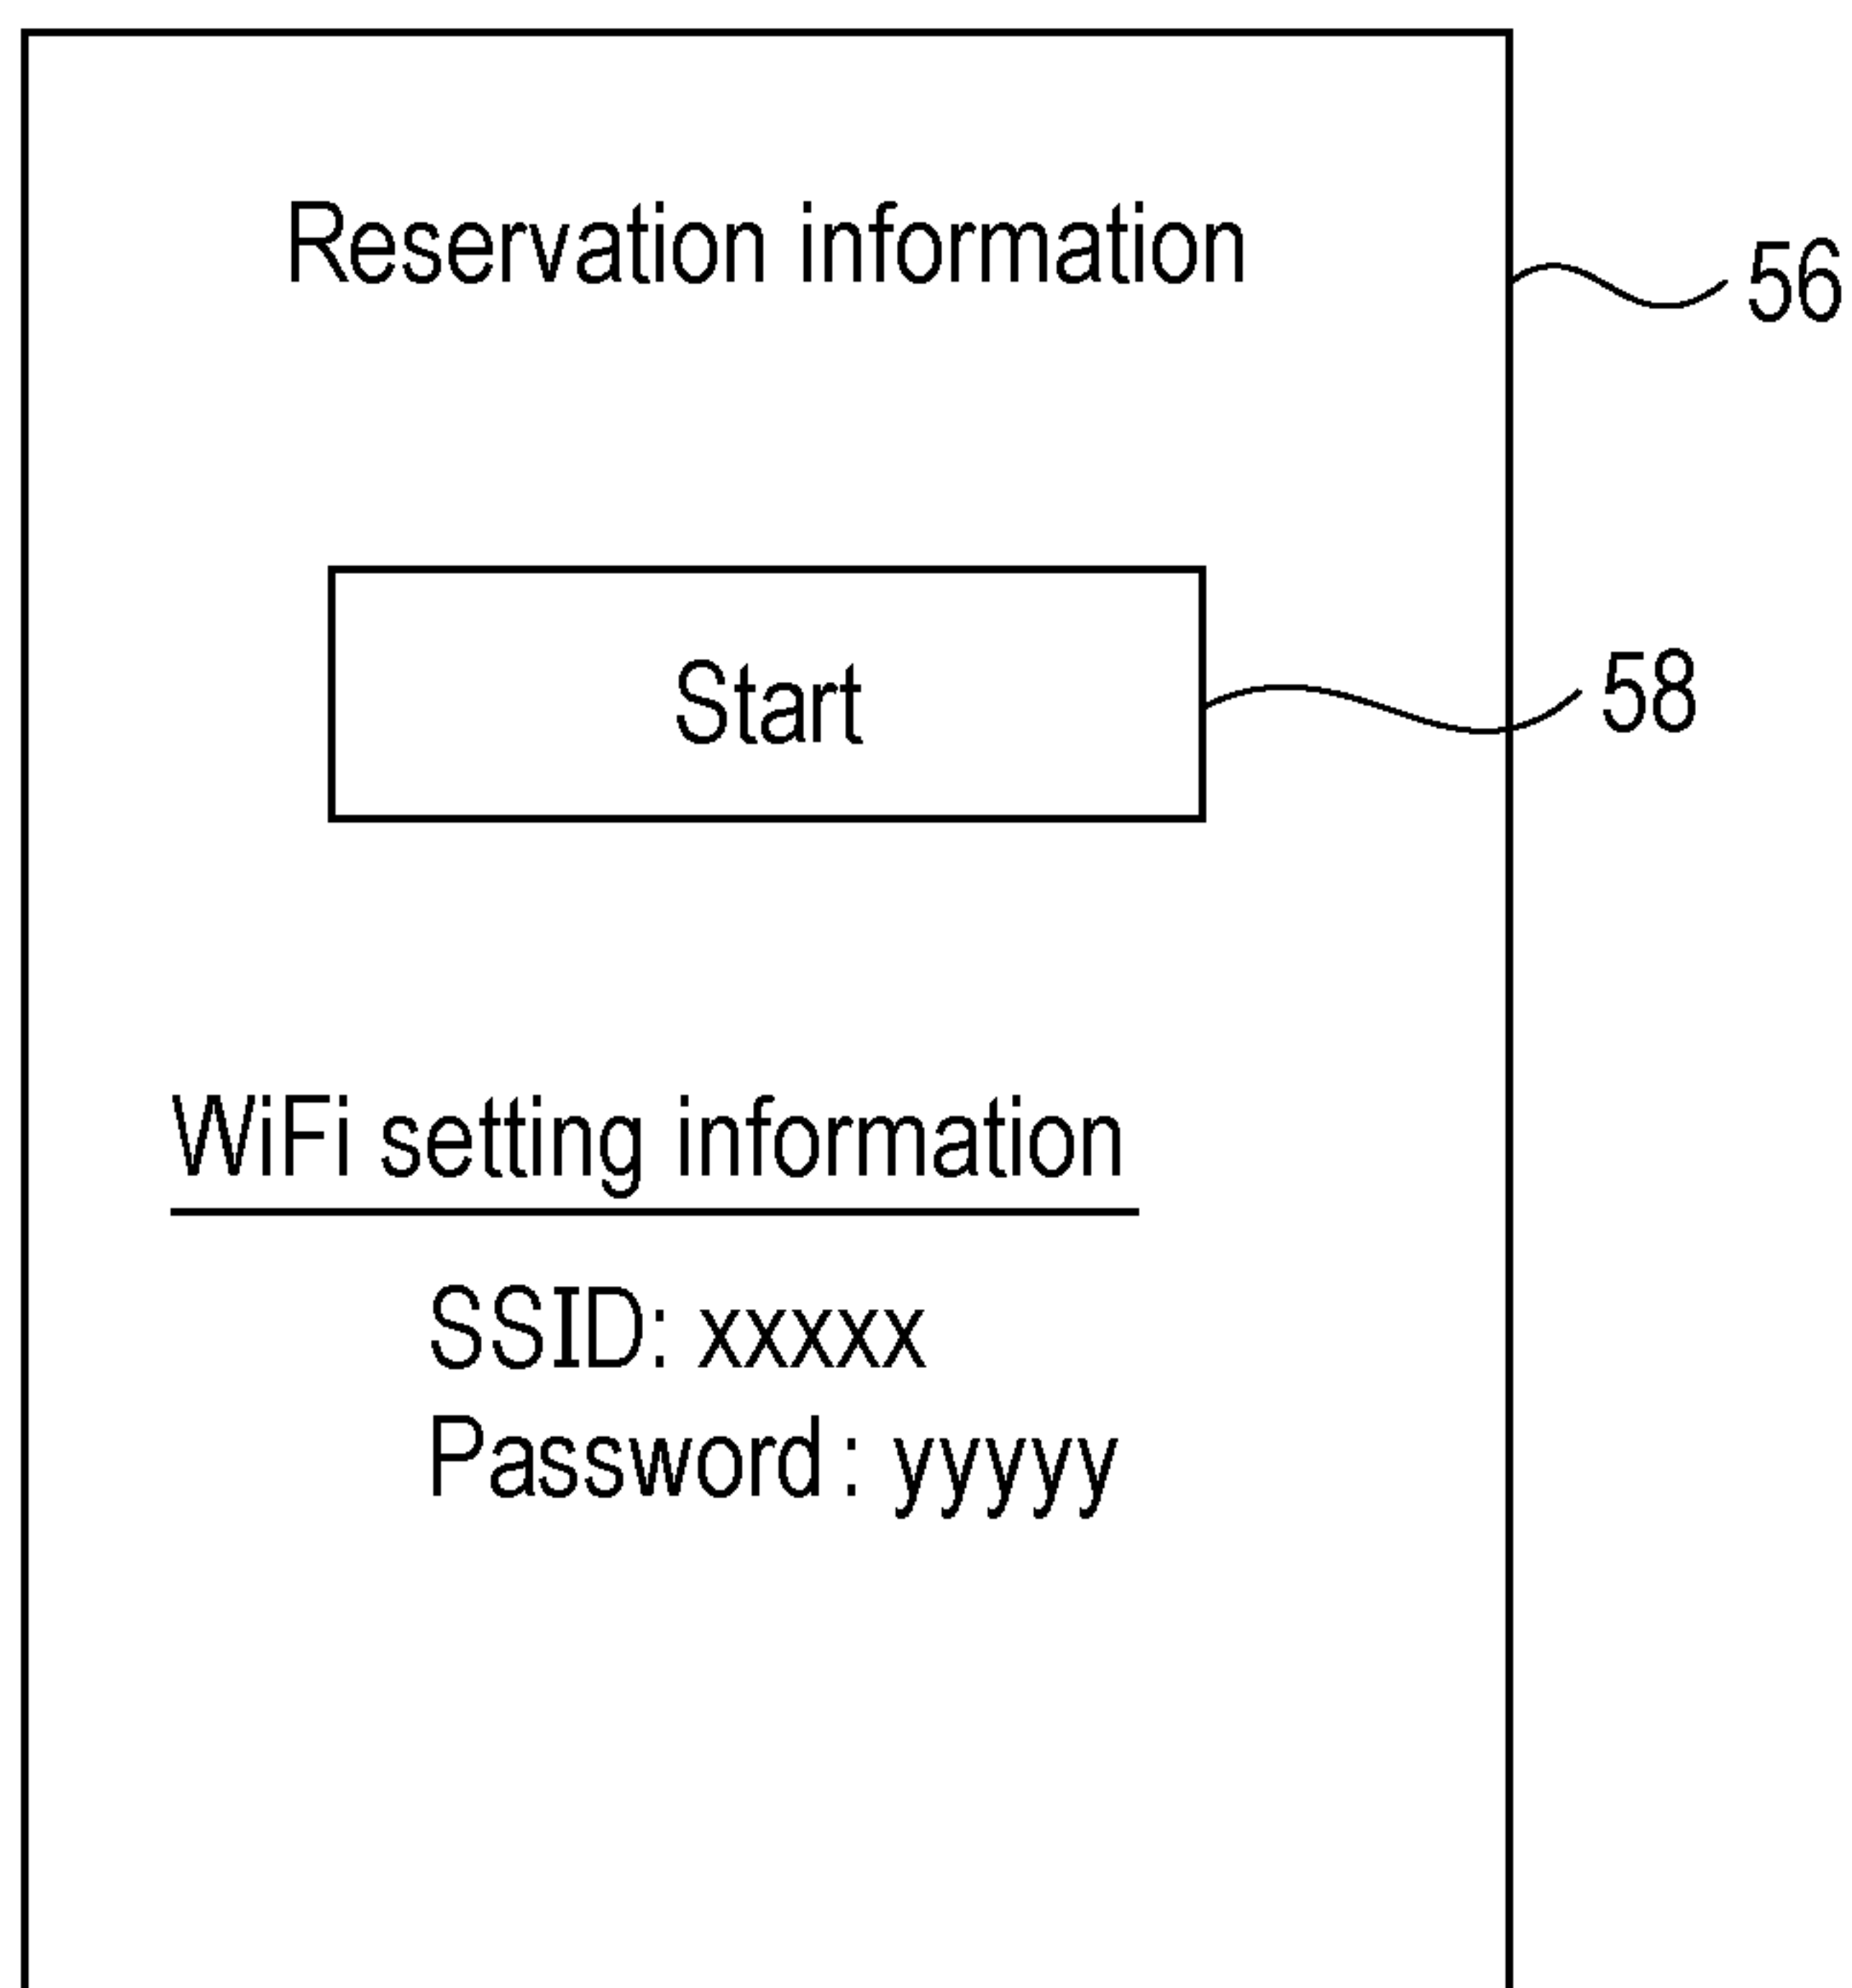 Reservation information
56
Start
58
WiFi setting information
SSID: xxxxx
Password: yyyyy